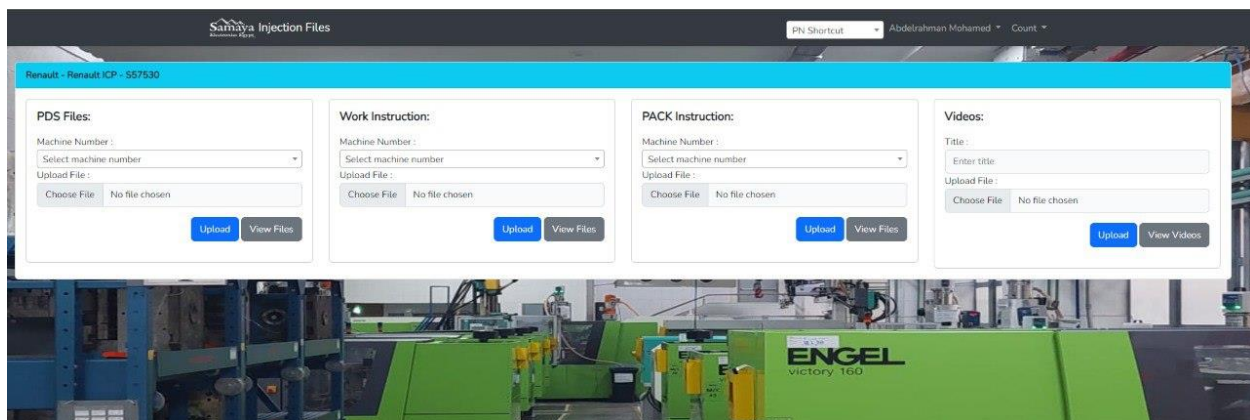 Samaya Injection Files
Electronics Egypt
PN Shortcut
Abdelrahman Mohamed
Count
Renault - Renault ICP - S57530
PDS Files:
Machine Number :
Select machine number
Upload File :
Choose File No file chosen
Upload View Files
Work Instruction:
Machine Number :
Select machine number
Upload File :
Choose File No file chosen
Upload View Files
PACK Instruction:
Machine Number :
Select machine number
Upload File :
Choose File No file chosen
Upload View Files
Videos:
Title :
Enter title
Upload File :
Choose File No file chosen
Upload View Videos
ENGEL
victory 160